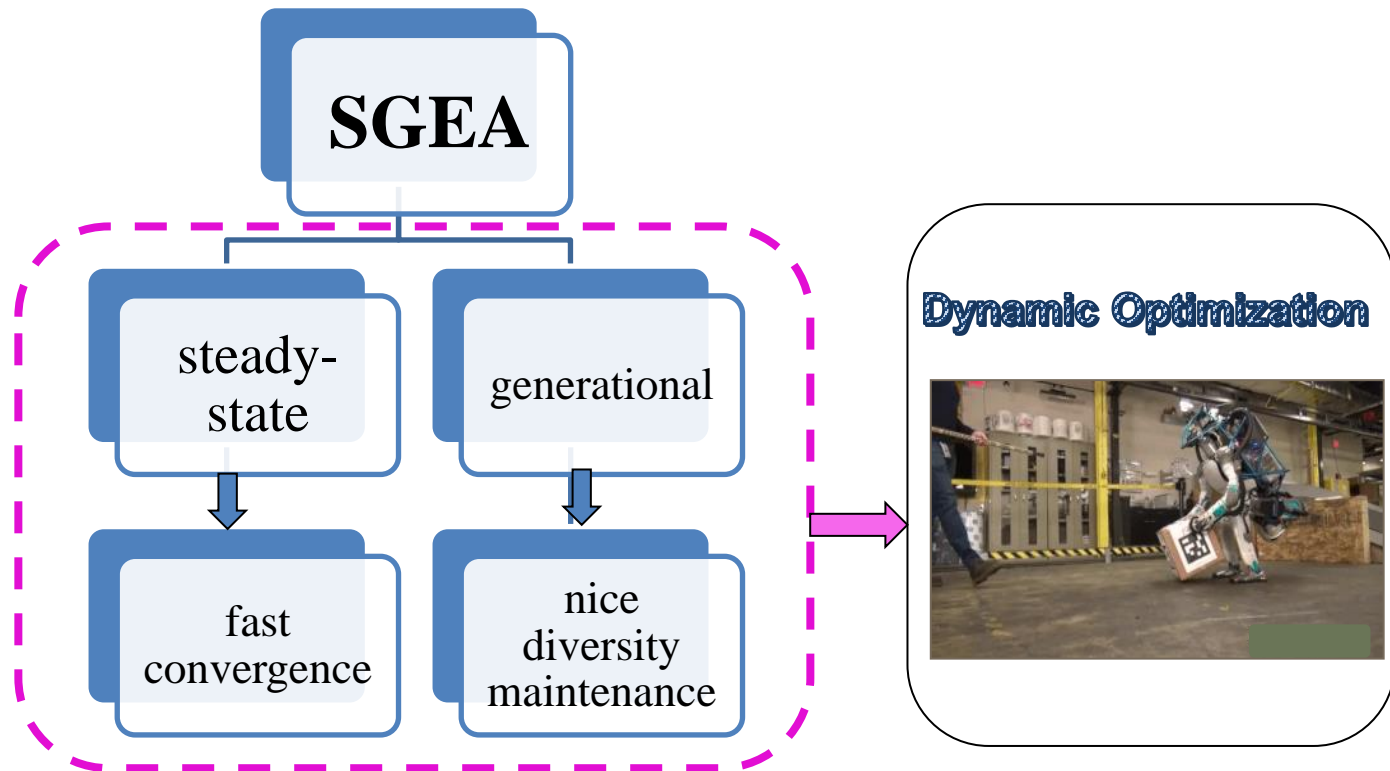 SGEA
steady-
state
generational
fast
convergence
nice
diversity
maintenance
Dynamic Optimization